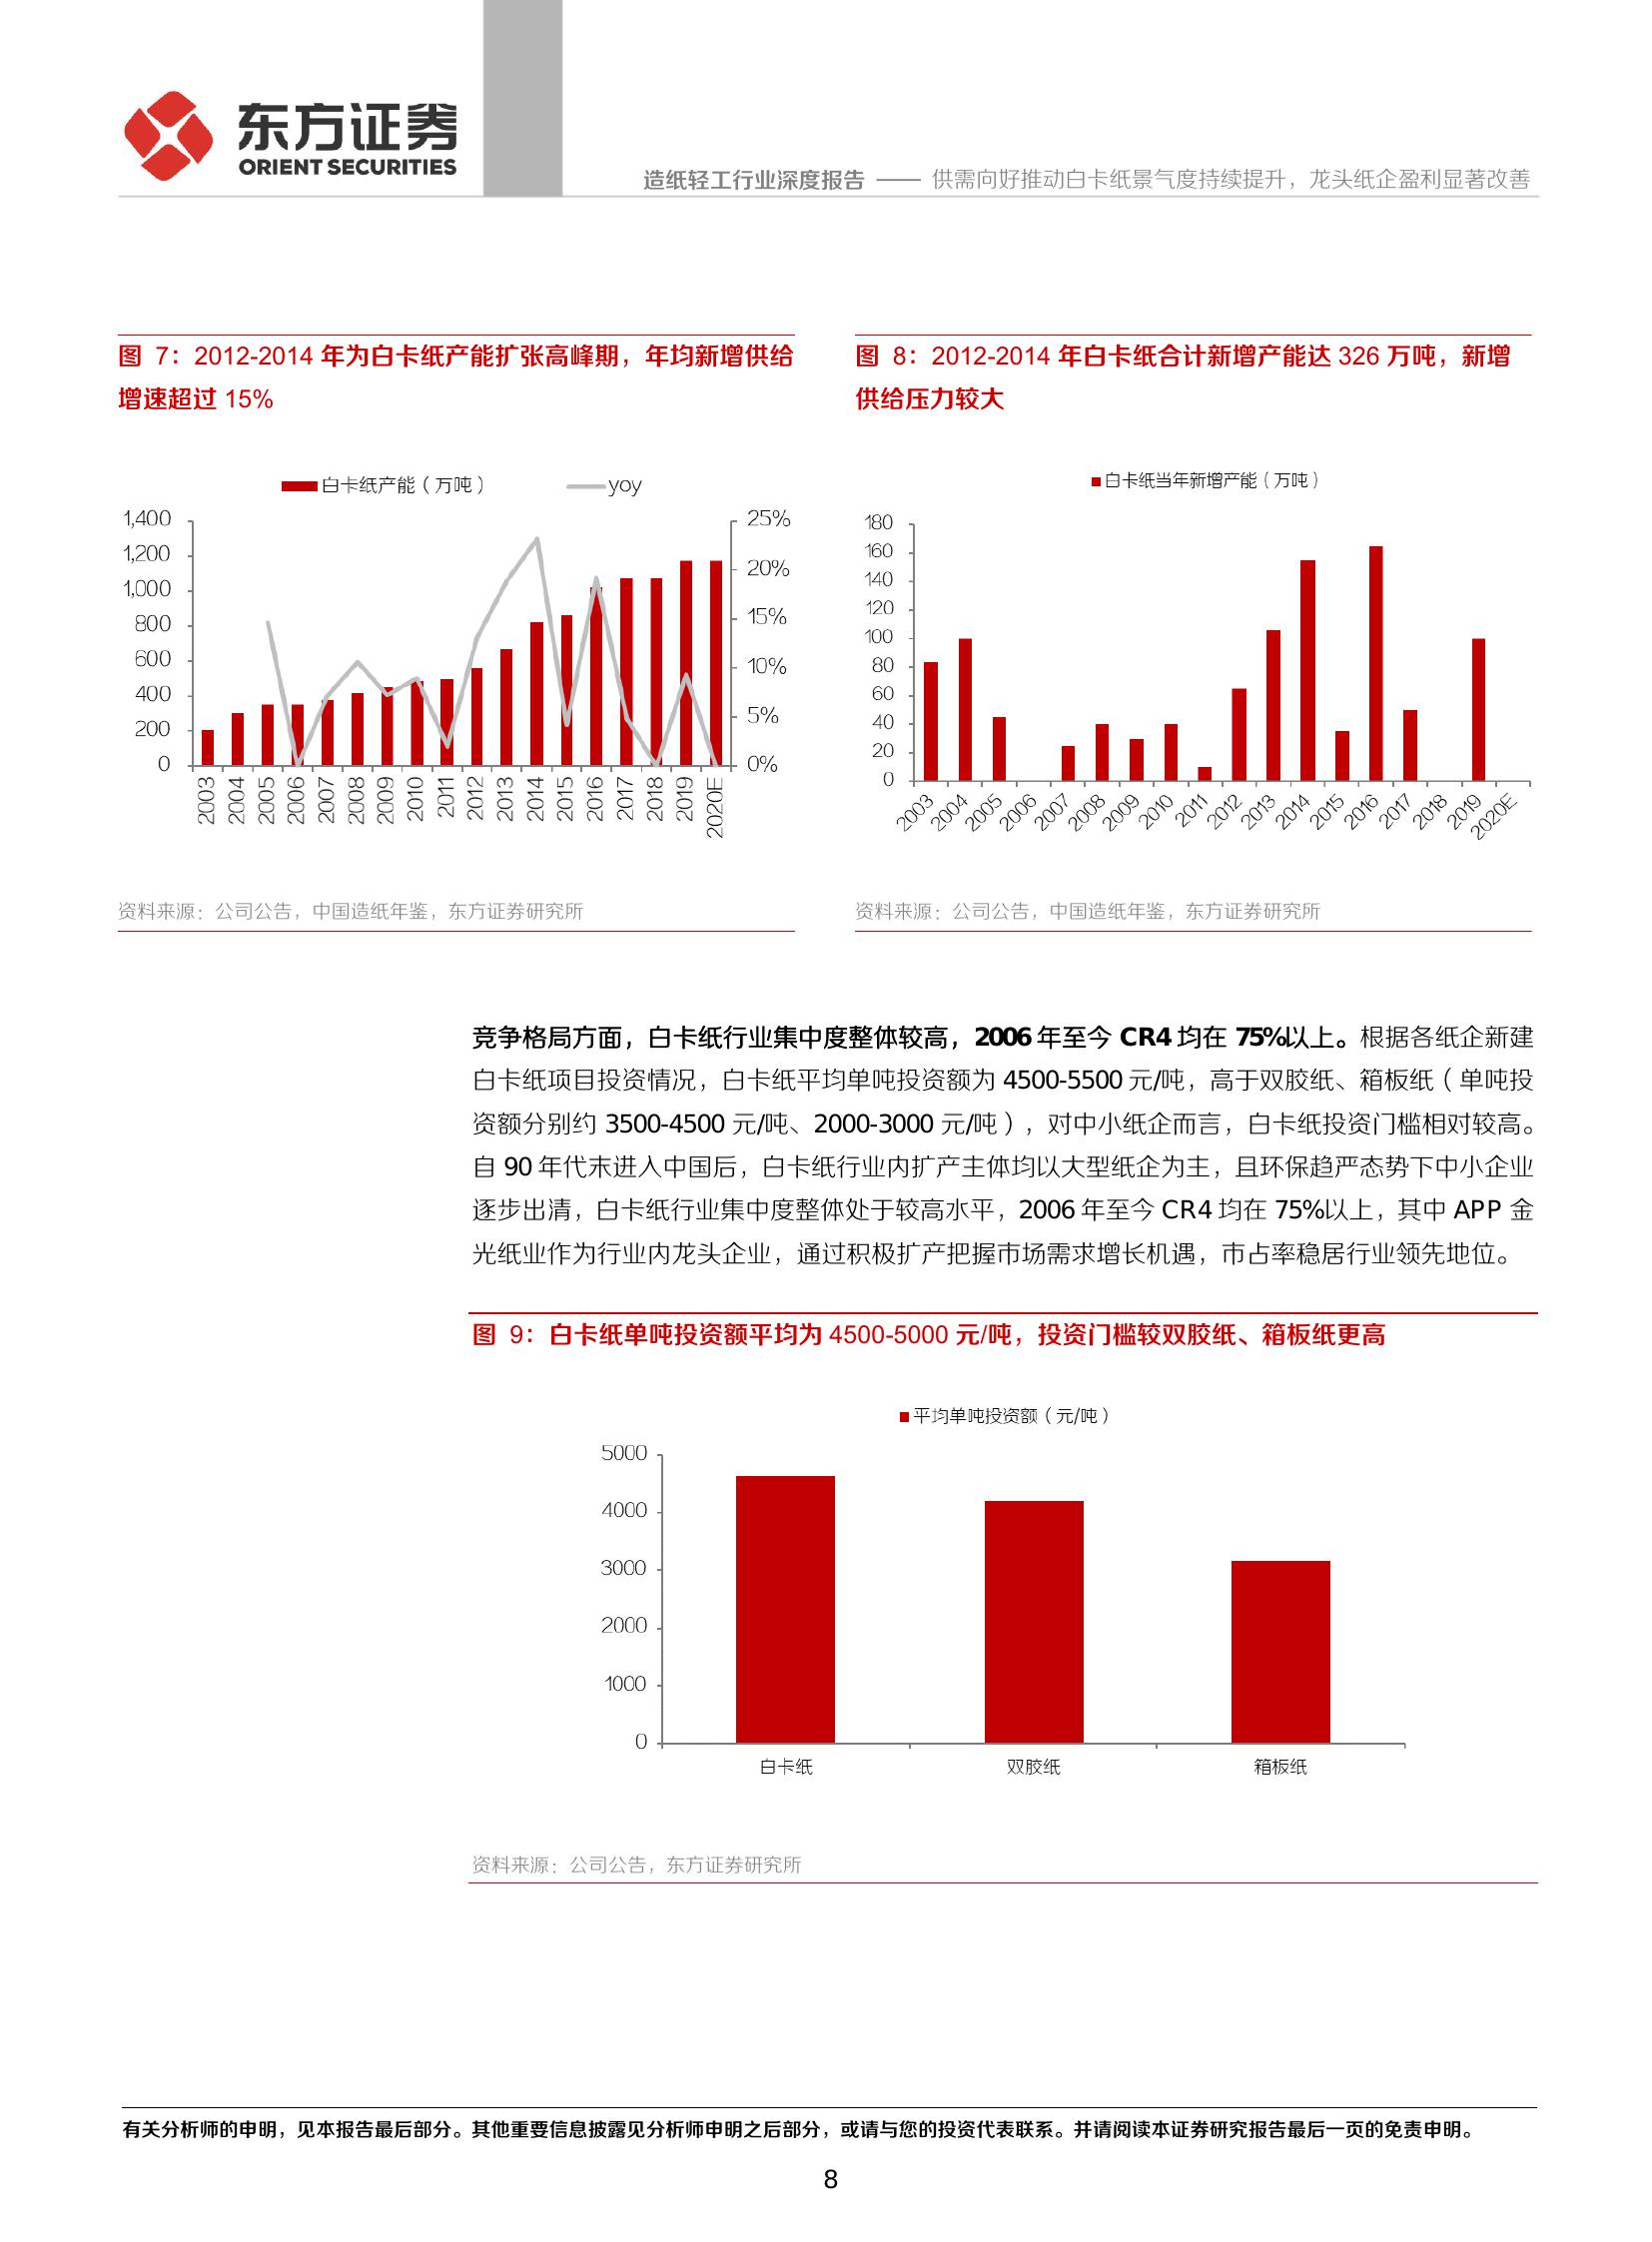 东方证券
ORIENT SECURITIES
造纸轻工行业深度报告 —— 供需向好推动白卡纸景气度持续提升，龙头纸企盈利显著改善
图 7：2012-2014 年为白卡纸产能扩张高峰期，年均新增供给
增速超过 15%
白卡纸产能（万吨）
yoy
1,400
1,200
1,000
800
600
400
200
0
25%
20%
15%
10%
5%
0%
2003
2004
2005
2006
2007
2008
2009
2010
2011
2012
2013
2014
2015
2016
2017
2018
2019
2020E
资料来源：公司公告，中国造纸年鉴，东方证券研究所
图 8：2012-2014 年白卡纸合计新增产能达 326 万吨，新增
供给压力较大
白卡纸当年新增产能（万吨）
180
160
140
120
100
80
60
40
20
0
2003
2004
2005
2006
2007
2008
2009
2010
2011
2012
2013
2014
2015
2016
2017
2018
2019
2020E
资料来源：公司公告，中国造纸年鉴，东方证券研究所
竞争格局方面，白卡纸行业集中度整体较高，2006 年至今 CR4 均在 75%以上。根据各纸企新建
白卡纸项目投资情况，白卡纸平均单吨投资额为 4500-5500 元/吨，高于双胶纸、箱板纸（单吨投
资额分别约 3500-4500 元/吨、2000-3000 元/吨），对中小纸企而言，白卡纸投资门槛相对较高。
自 90 年代末进入中国后，白卡纸行业内扩产主体均以大型纸企为主，且环保趋严态势下中小企业
逐步出清，白卡纸行业集中度整体处于较高水平，2006 年至今 CR4 均在 75%以上，其中 APP 金
光纸业作为行业内龙头企业，通过积极扩产把握市场需求增长机遇，市占率稳居行业领先地位。
图 9：白卡纸单吨投资额平均为 4500-5000 元/吨，投资门槛较双胶纸、箱板纸更高
平均单吨投资额（元/吨）
5000
4000
3000
2000
1000
0
白卡纸
双胶纸
箱板纸
资料来源：公司公告，东方证券研究所
有关分析师的申明，见本报告最后部分。其他重要信息披露见分析师申明之后部分，或请与您的投资代表联系。并请阅读本证券研究报告最后一页的免责申明。
8